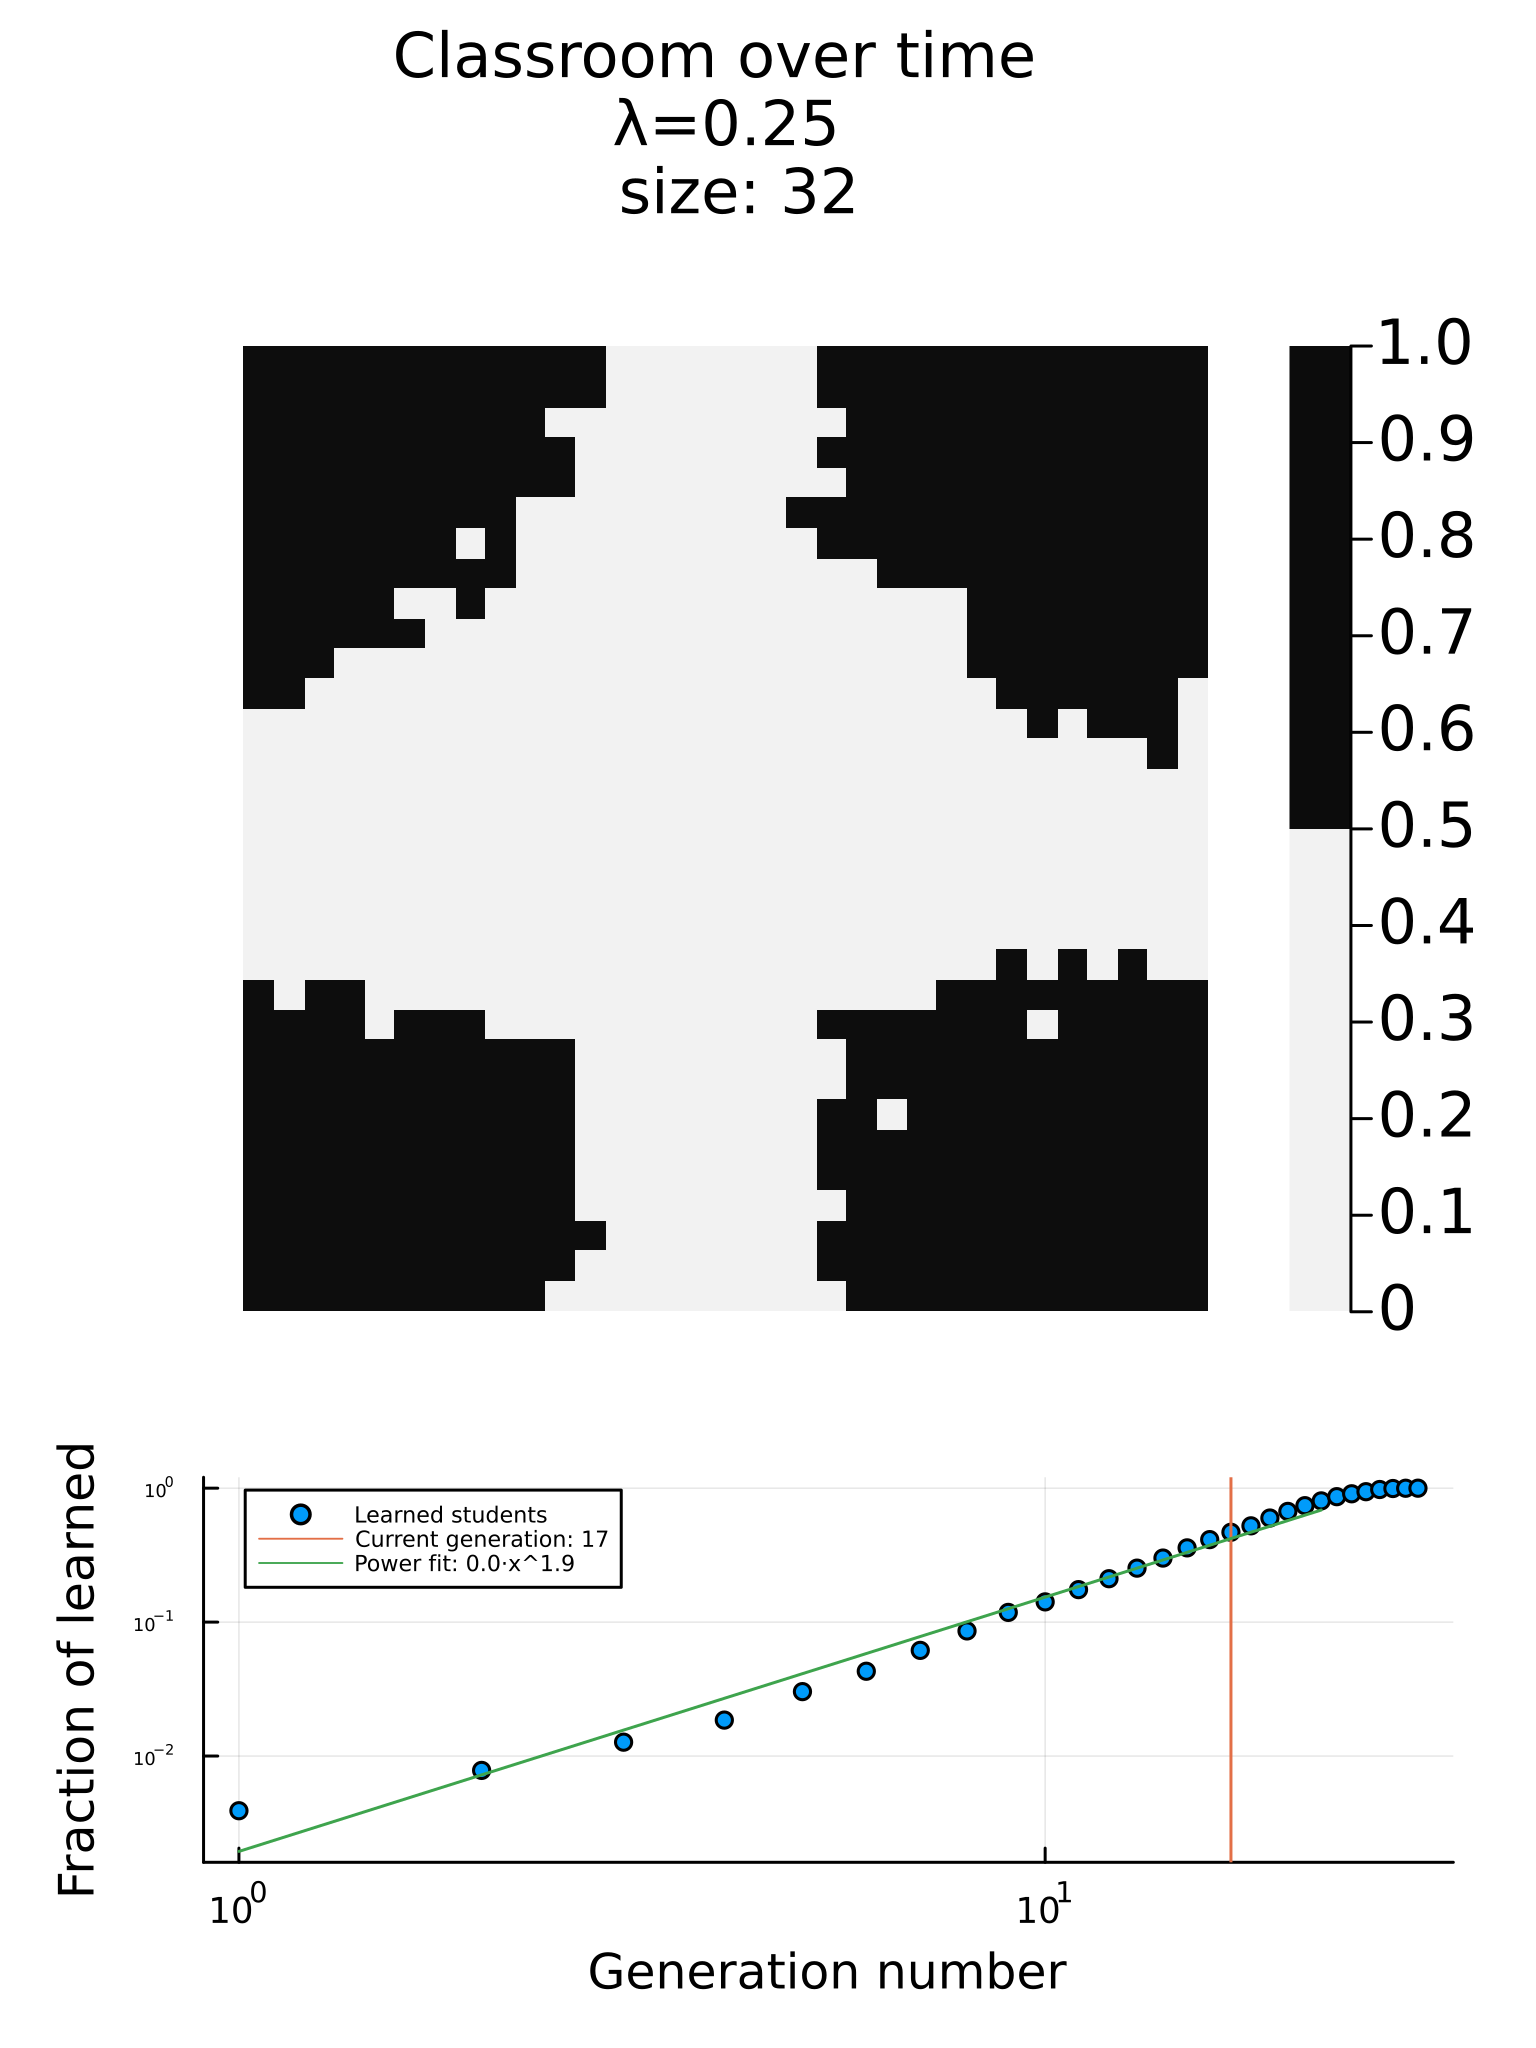 Classroom over time
λ=0.25
size: 32
1.0
0.9
0.8
0.7
0.6
0.5
0.4
0.3
0.2
0.1
0
Fraction of learned
10⁰
10⁻¹
10⁻²
Learned students
Current generation: 17
Power fit: 0.0·x^1.9
10⁰ 10¹
Generation number